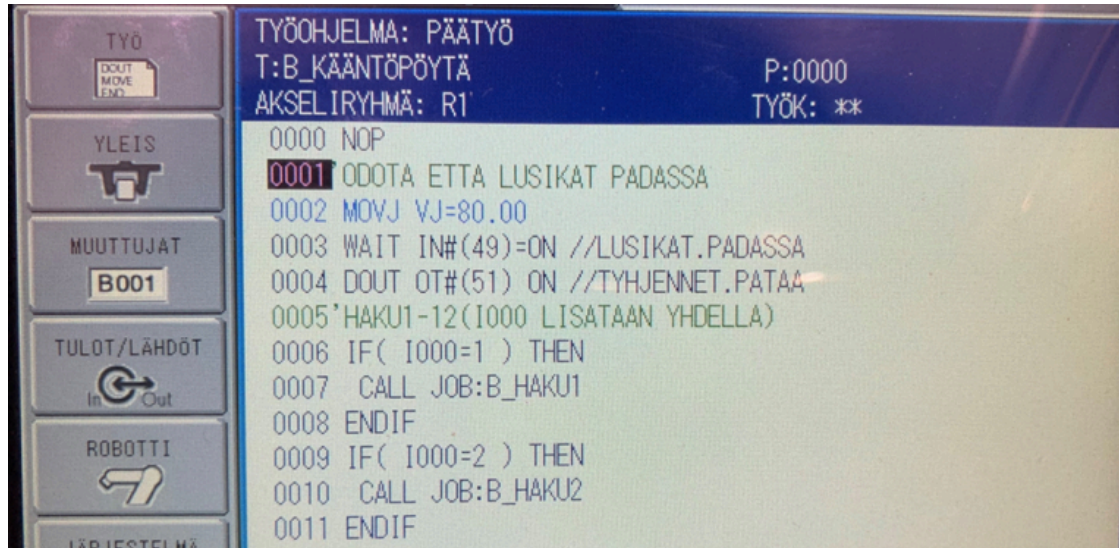 TYÖ
DOUT
MOVE
END
YLEIS
MUUTTUJAT
B001
TULOT/LÄHDÖT
In Out
ROBOTTI
JÄRJESTELMÄ
TYÖOHJELMA: PÄÄTYÖ
T:B_KÄÄNTÖPÖYTÄ P:0000
AKSELIRYHMÄ: R1 TYÖK: **
0000 NOP
0001'ODOTA ETTA LUSIKAT PADASSA
0002 MOVJ VJ=80.00
0003 WAIT IN#(49)=ON //LUSIKAT.PADASSA
0004 DOUT OT#(51) ON //TYHJENNET.PATAA
0005'HAKU1-12(I000 LISATAAN YHDELLA)
0006 IF( I000=1 ) THEN
0007 CALL JOB:B_HAKU1
0008 ENDIF
0009 IF( I000=2 ) THEN
0010 CALL JOB:B_HAKU2
0011 ENDIF